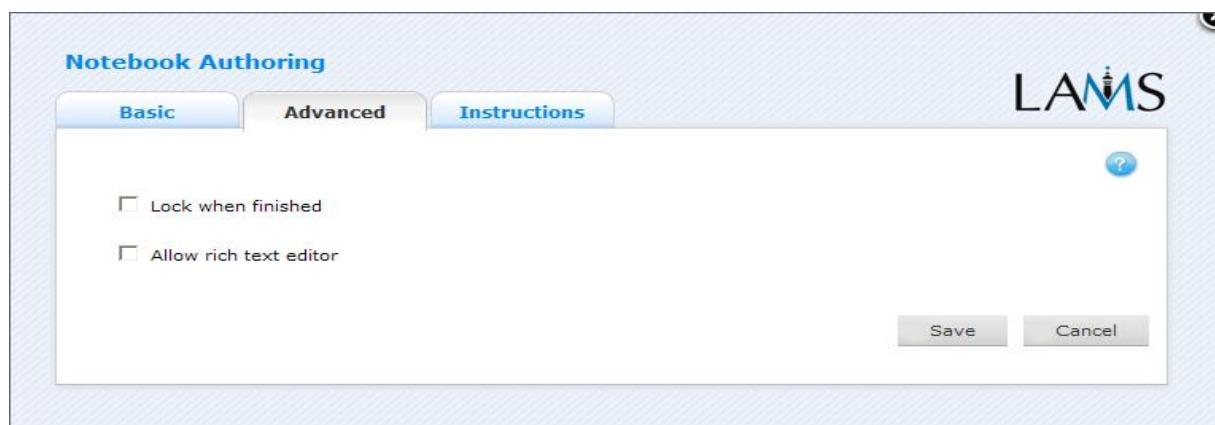 Notebook Authoring
LAMS
Basic Advanced Instructions
?
Lock when finished
Allow rich text editor
Save Cancel